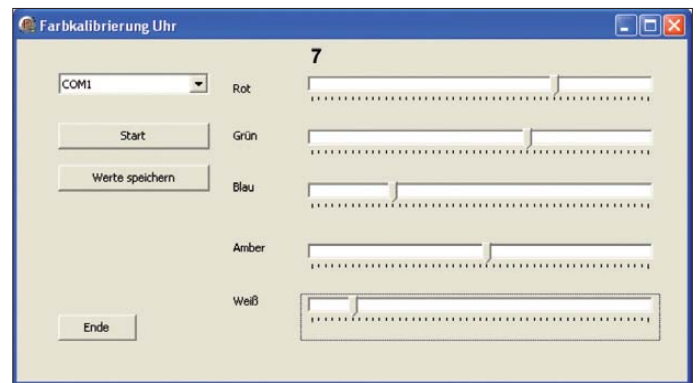 Farbkalibrierung Uhr
7
COM1
Rot
Start
Grün
Werte speichern
Blau
Amber
Weiß
Ende